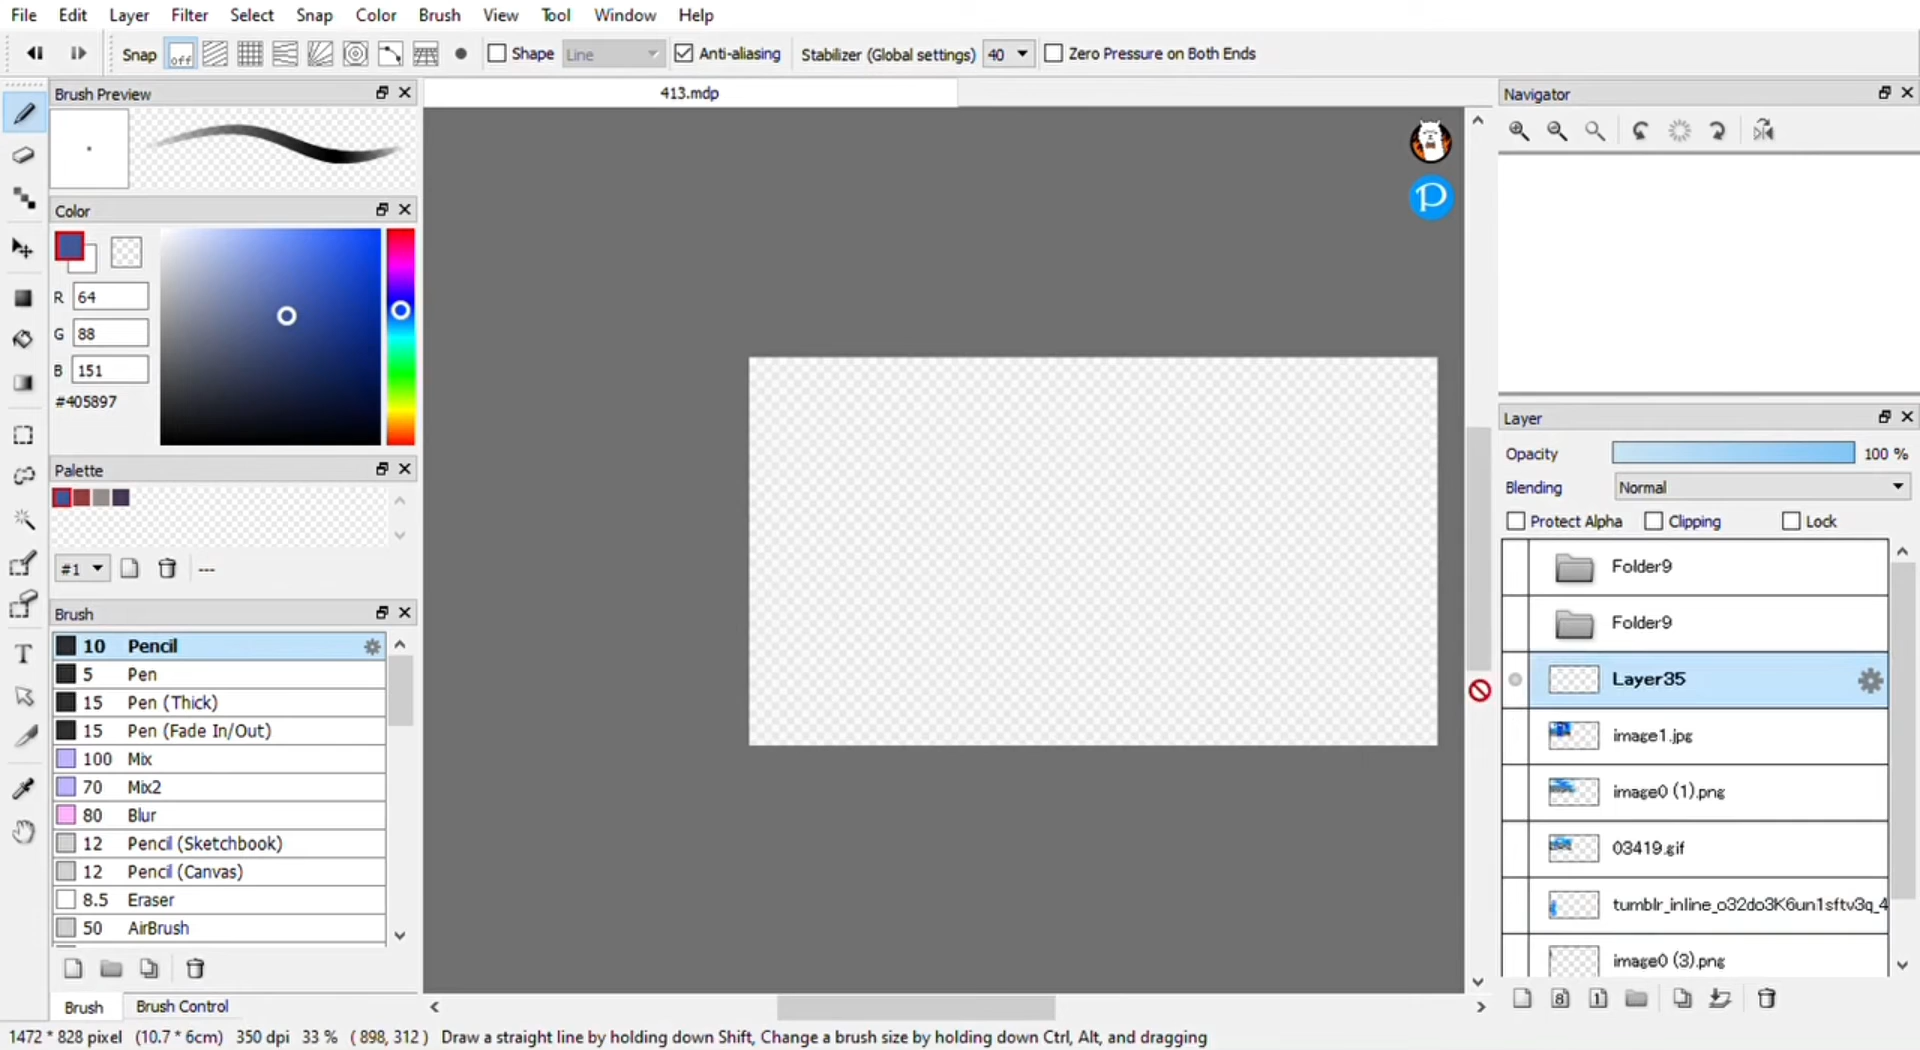 File Edit Layer Filter Select Snap Color Brush View Tool Window Help
Snap off Shape Line Anti-aliasing Stabilizer (Global settings) 40 Zero Pressure on Both Ends
Brush Preview
413.mdp
Color
R 64
G 88
B 151
#405897
Palette
#1 ---
Brush
10 Pencil
5 Pen
15 Pen (Thick)
15 Pen (Fade In/Out)
100 Mix
70 Mix2
80 Blur
12 Pencil (Sketchbook)
12 Pencil (Canvas)
8.5 Eraser
50 AirBrush
Brush Brush Control
P
Navigator
Layer
Opacity 100 %
Blending Normal
Protect Alpha Clipping Lock
Folder9
Folder9
Layer35
image1.jpg
image0 (1).png
03419.gif
tumblr_inline_o32do3K6un1sftv3q_4
image0 (3).png
8 1
T
1472 * 828 pixel (10.7 * 6cm) 350 dpi 33 % ( 898, 312 ) Draw a straight line by holding down Shift, Change a brush size by holding down Ctrl, Alt, and dragging